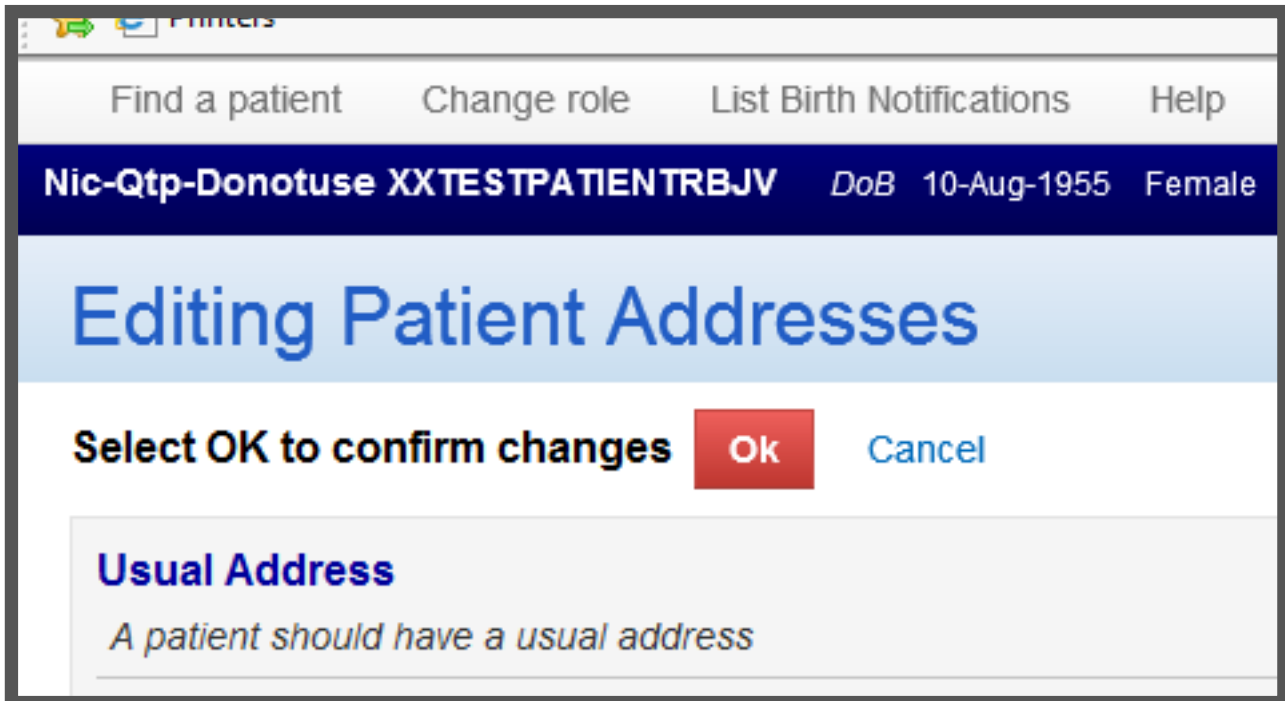 Printers
Find a patient Change role List Birth Notifications Help
Nic-Qtp-Donotuse XXTESTPATIENTRBJV DoB 10-Aug-1955 Female
Editing Patient Addresses
Select OK to confirm changes Ok Cancel
Usual Address
A patient should have a usual address